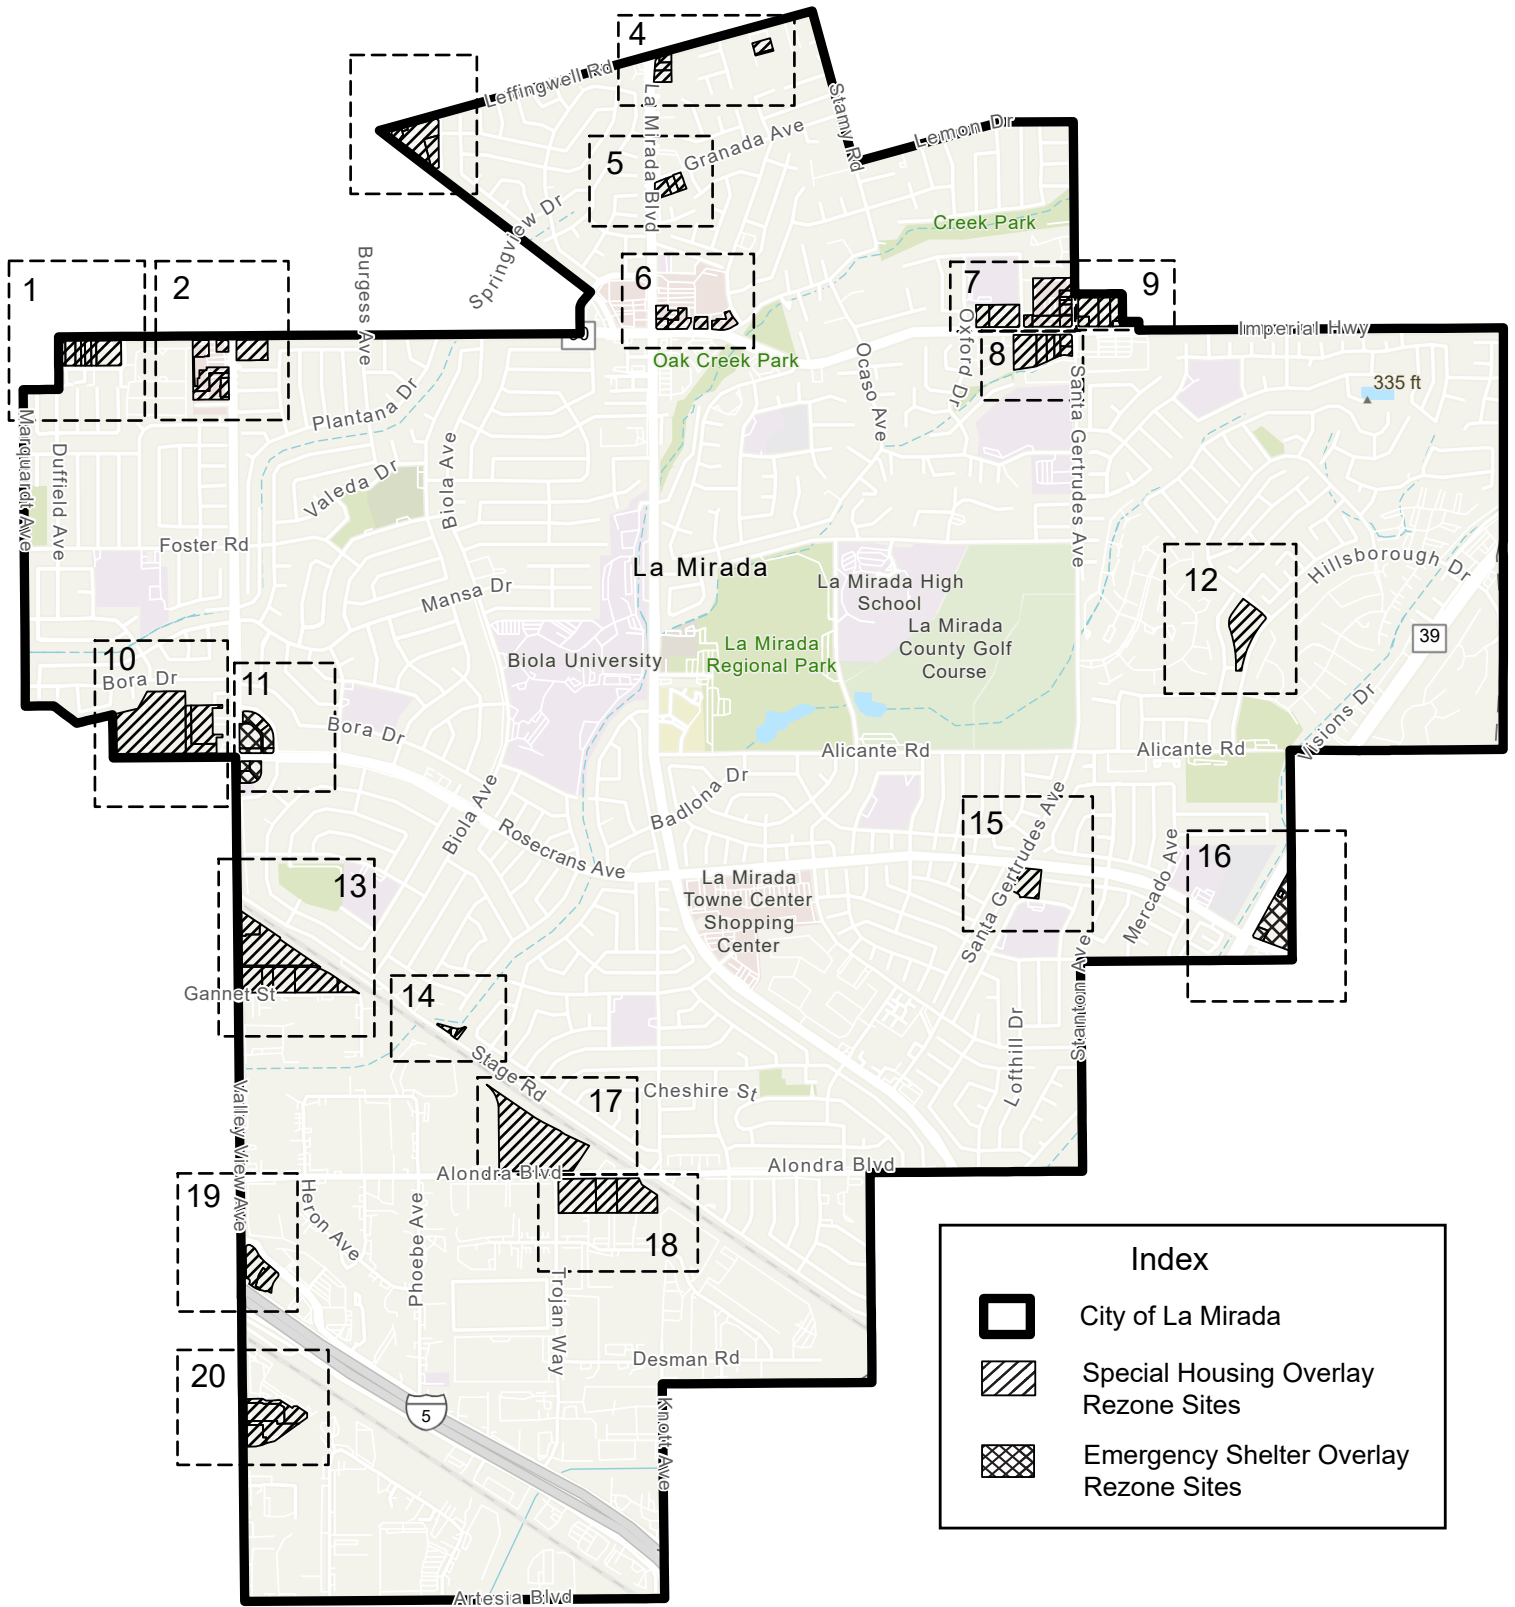 4
Leffingwell Rd
La Mirada Blvd
Stamy Rd
Lemon Dr
5
Granada Ave
Springview Dr
Creek Park
Burgess Ave
1
2
6
7
9
Oxford Dr
Imperial Hwy
8
Oak Creek Park
Ocaso Ave
Santa Gertrudes Ave
335 ft
Plantana Dr
Marquardt Ave
Duffield Ave
Valeda Dr
Biola Ave
Foster Rd
La Mirada
La Mirada High
School
Mansa Dr
Hillsborough Dr
12
La Mirada
County Golf
Course
La Mirada
Regional Park
39
10
Bora Dr
Biola University
11
Bora Dr
Visions Dr
Alicante Rd
Alicante Rd
Biola Ave
Badlona Dr
Rosecrans Ave
Santa Gertrudes Ave
15
Mercado Ave
16
13
La Mirada
Towne Center
Shopping
Center
Gannet St
14
Stanton Ave
Lofthill Dr
Stage Rd
Cheshire St
17
Valley View Ave
Alondra Blvd
Alondra Blvd
19
Heron Ave
Phoebe Ave
18
Trojan Way
Desman Rd
20
5
Knott Ave
Artesia Blvd
Index
City of La Mirada
Special Housing Overlay
Rezone Sites
Emergency Shelter Overlay
Rezone Sites